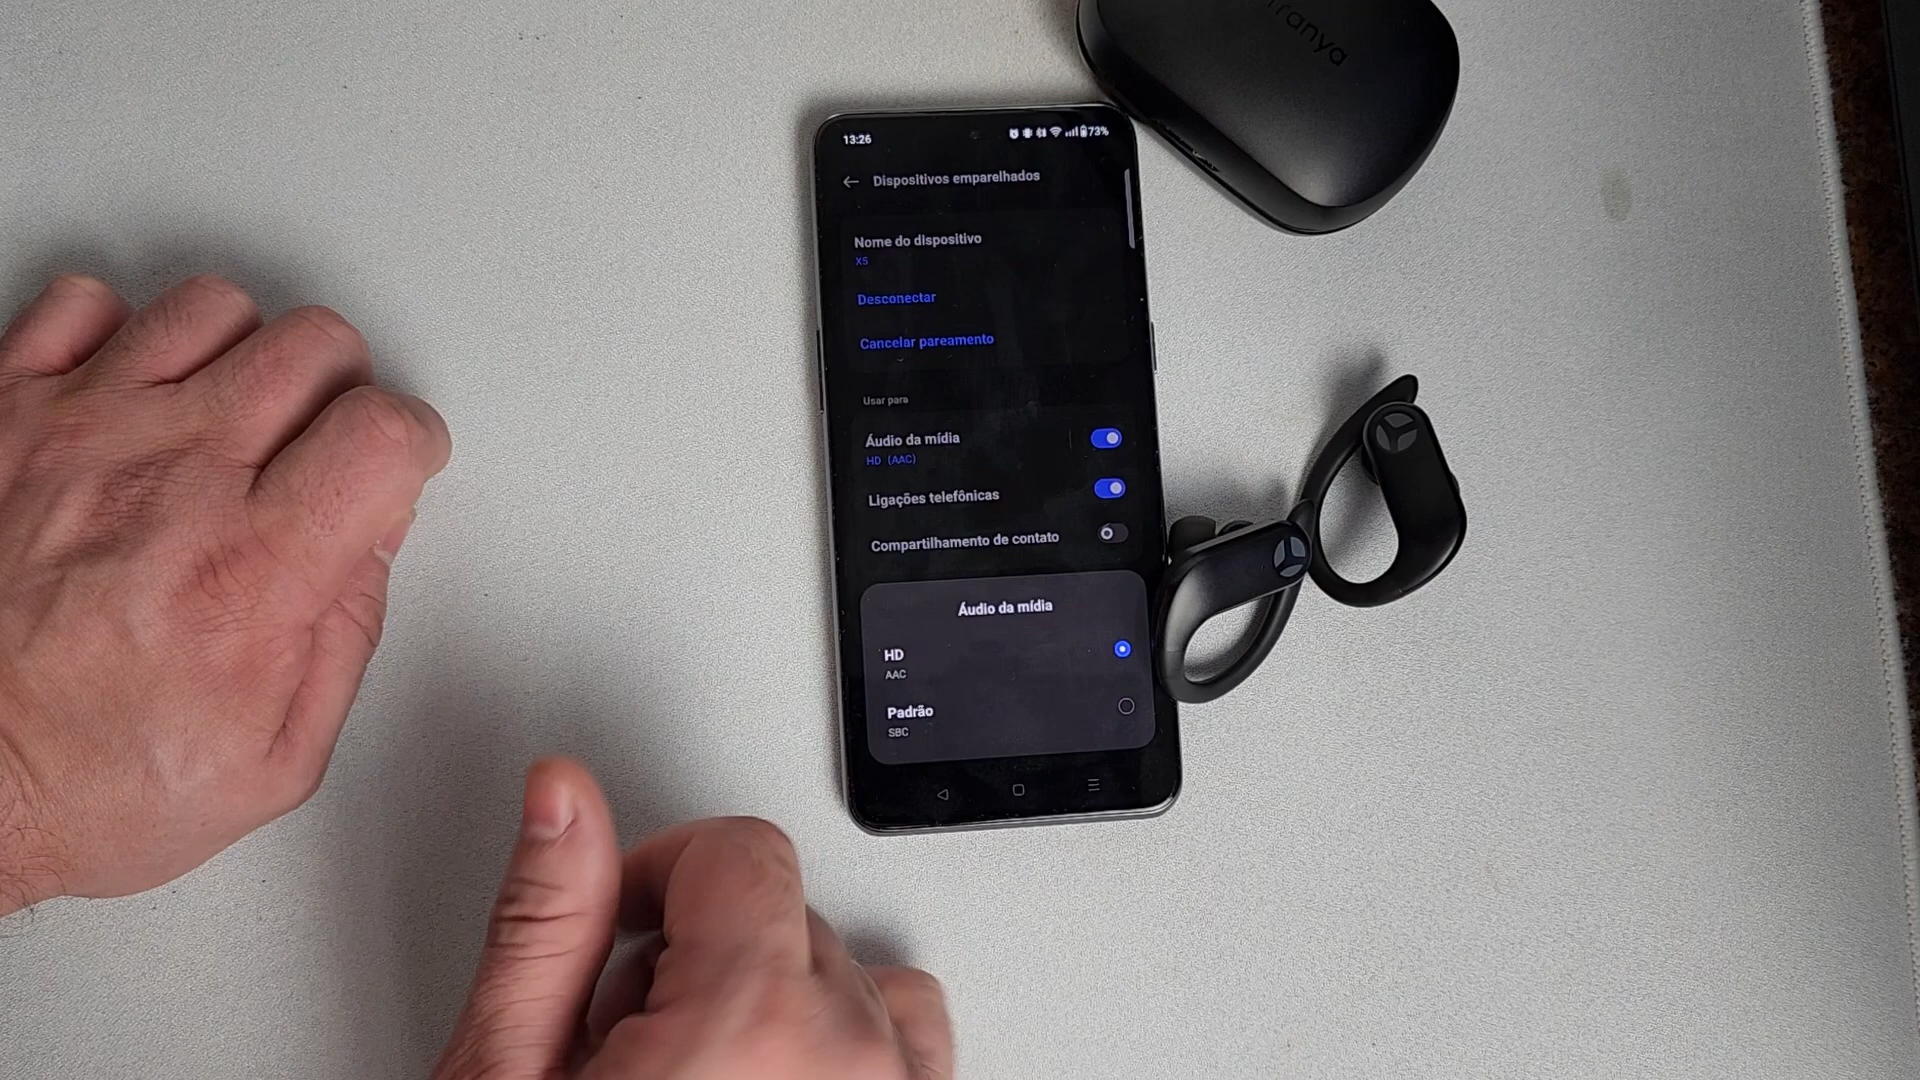 Tranya
13:26
73%
Dispositivos emparelhados
Nome do dispositivo
X5
Desconectar
Cancelar pareamento
Usar para
Áudio da mídia
HD (AAC)
Ligações telefônicas
Compartilhamento de contato
Áudio da mídia
HD
AAC
Padrão
SBC